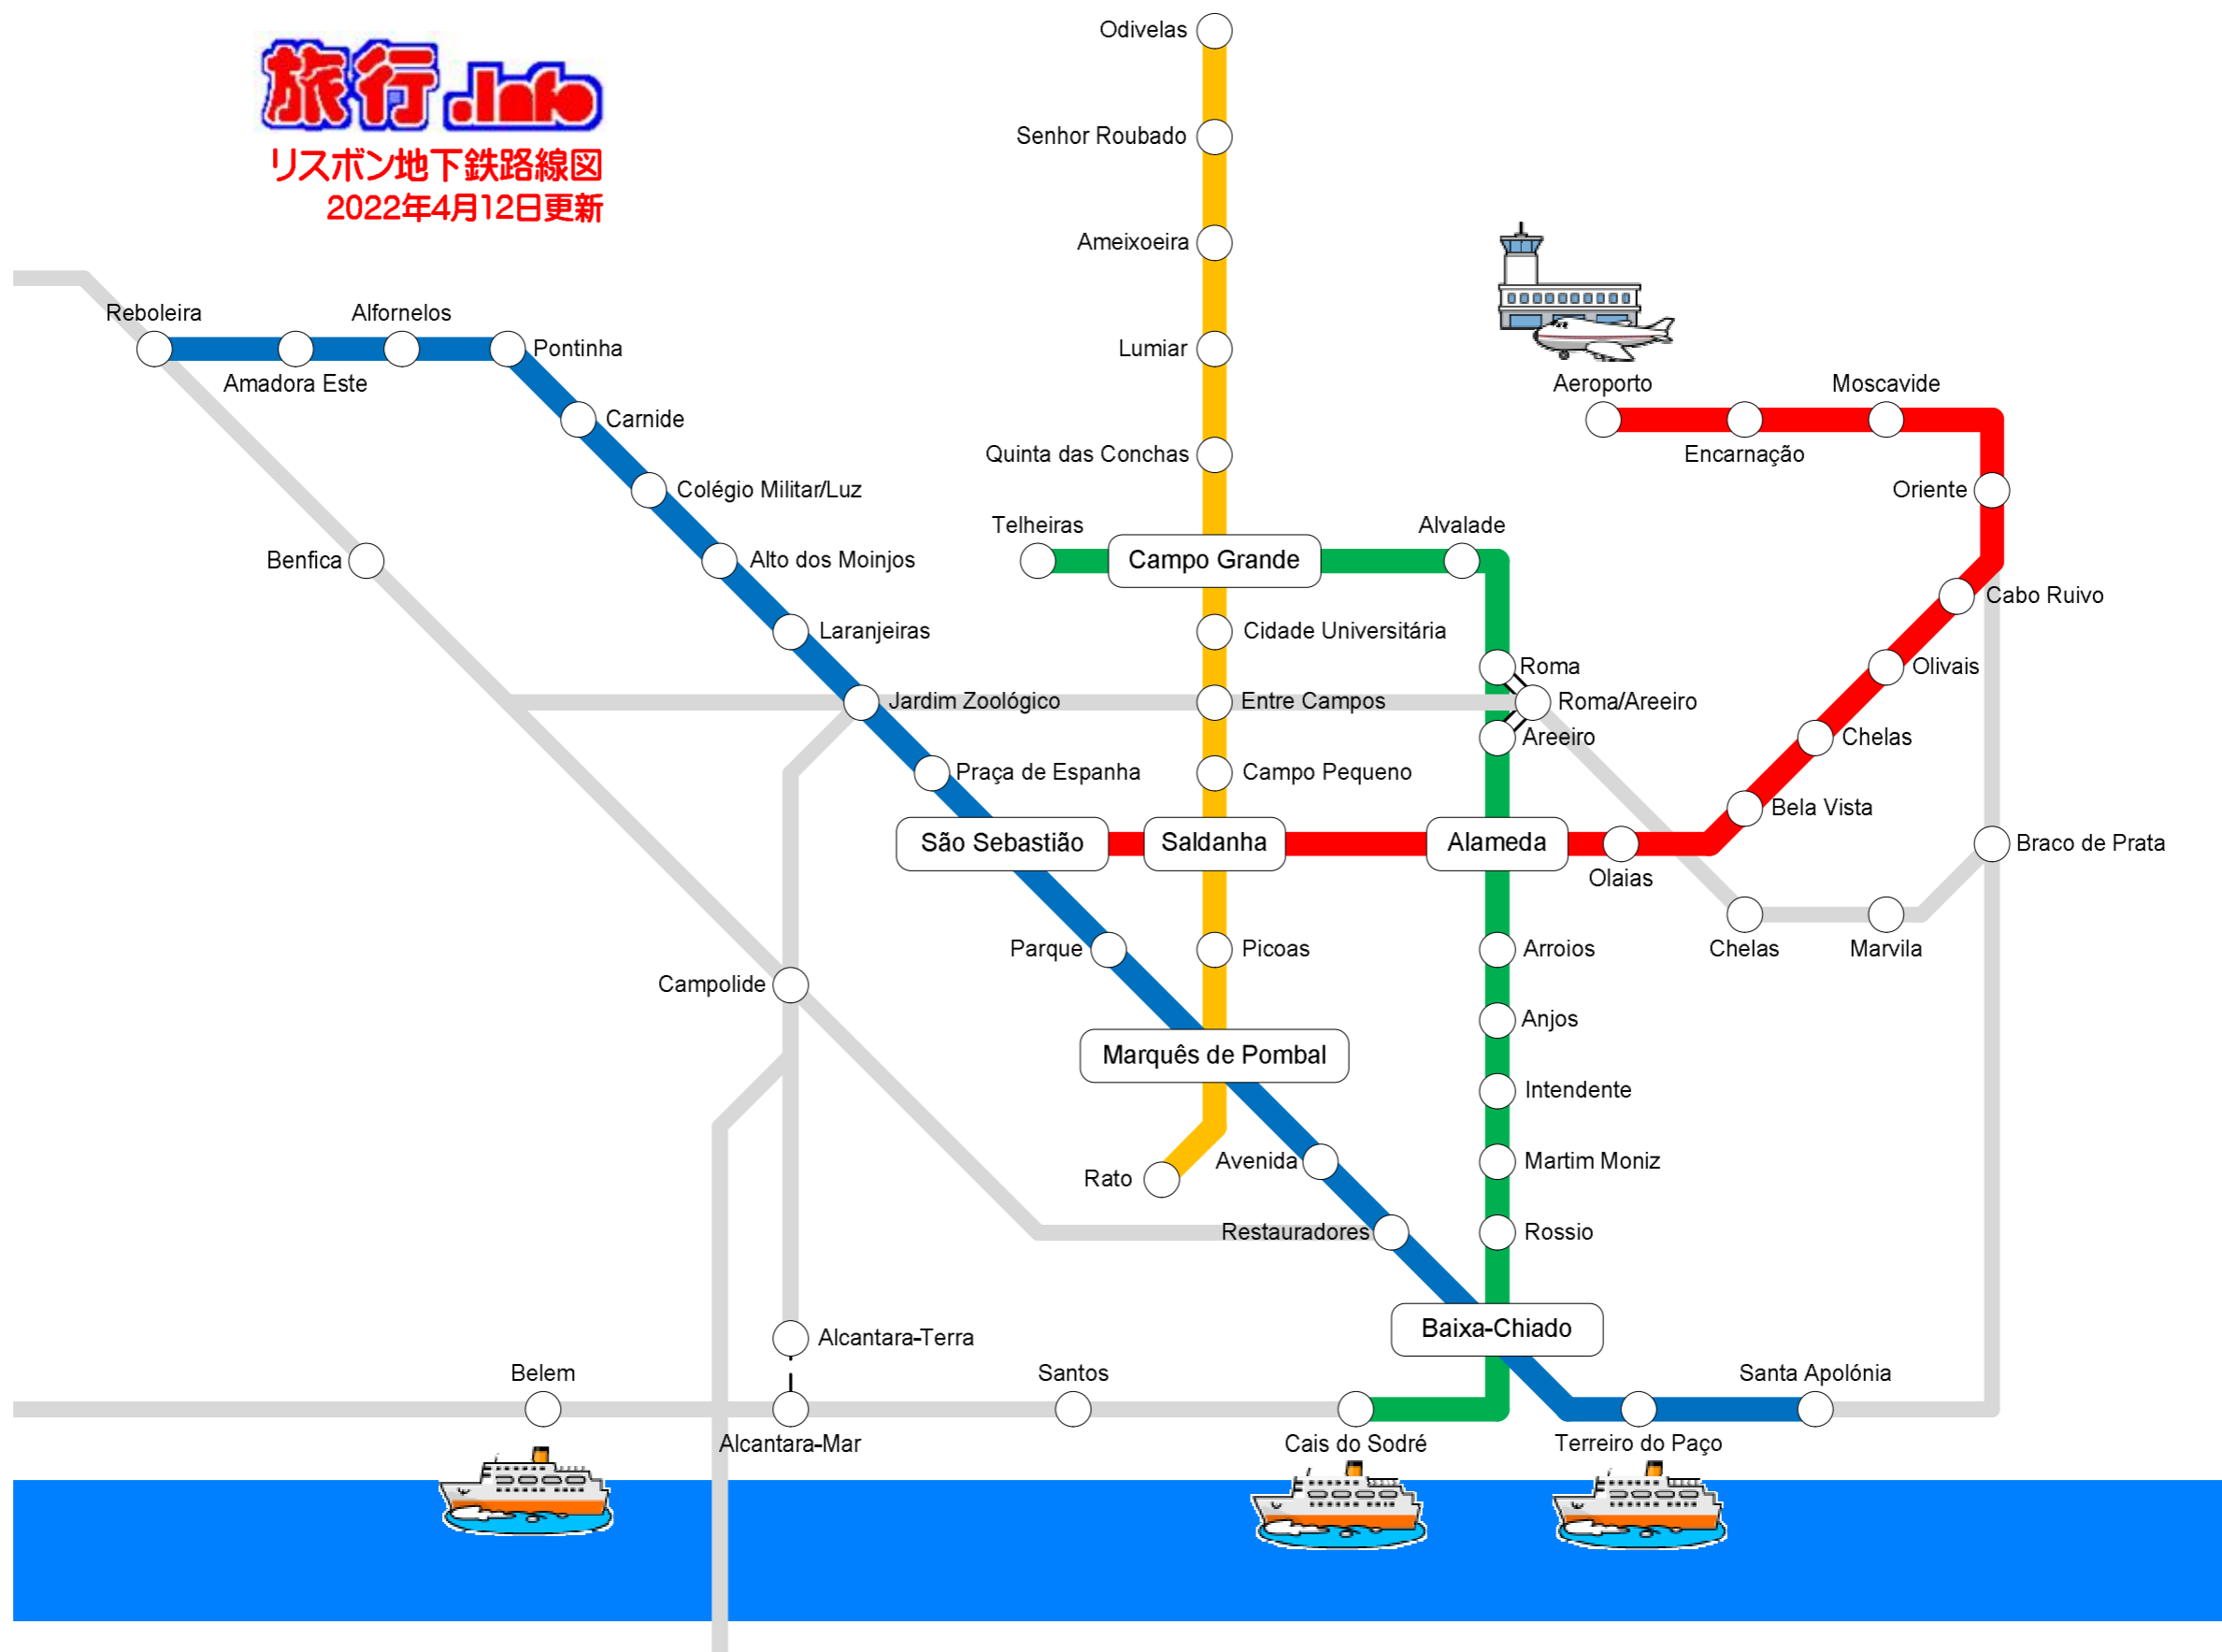 旅行.Info
リスボン地下鉄路線図
2022年4月12日更新
Odivelas
Senhor Roubado
Ameixoeira
Reboleira
Alfornelos
Pontinha
Lumiar
Amadora Este
Aeroporto
Moscavide
Carnide
Quinta das Conchas
Encarnação
Colégio Militar/Luz
Oriente
Telheiras
Alvalade
Benfica
Alto dos Moinjos
Campo Grande
Cabo Ruivo
Laranjeiras
Cidade Universitária
Roma
Olivais
Jardim Zoológico
Entre Campos
Roma/Areeiro
Areeiro
Chelas
Praça de Espanha
Campo Pequeno
Bela Vista
São Sebastião
Saldanha
Alameda
Braco de Prata
Olaias
Parque
Picoas
Arroios
Chelas
Marvila
Campolide
Anjos
Marquês de Pombal
Intendente
Rato
Avenida
Martim Moniz
Restauradores
Rossio
Baixa-Chiado
Alcantara-Terra
Belem
Santos
Santa Apolónia
Alcantara-Mar
Cais do Sodré
Terreiro do Paço